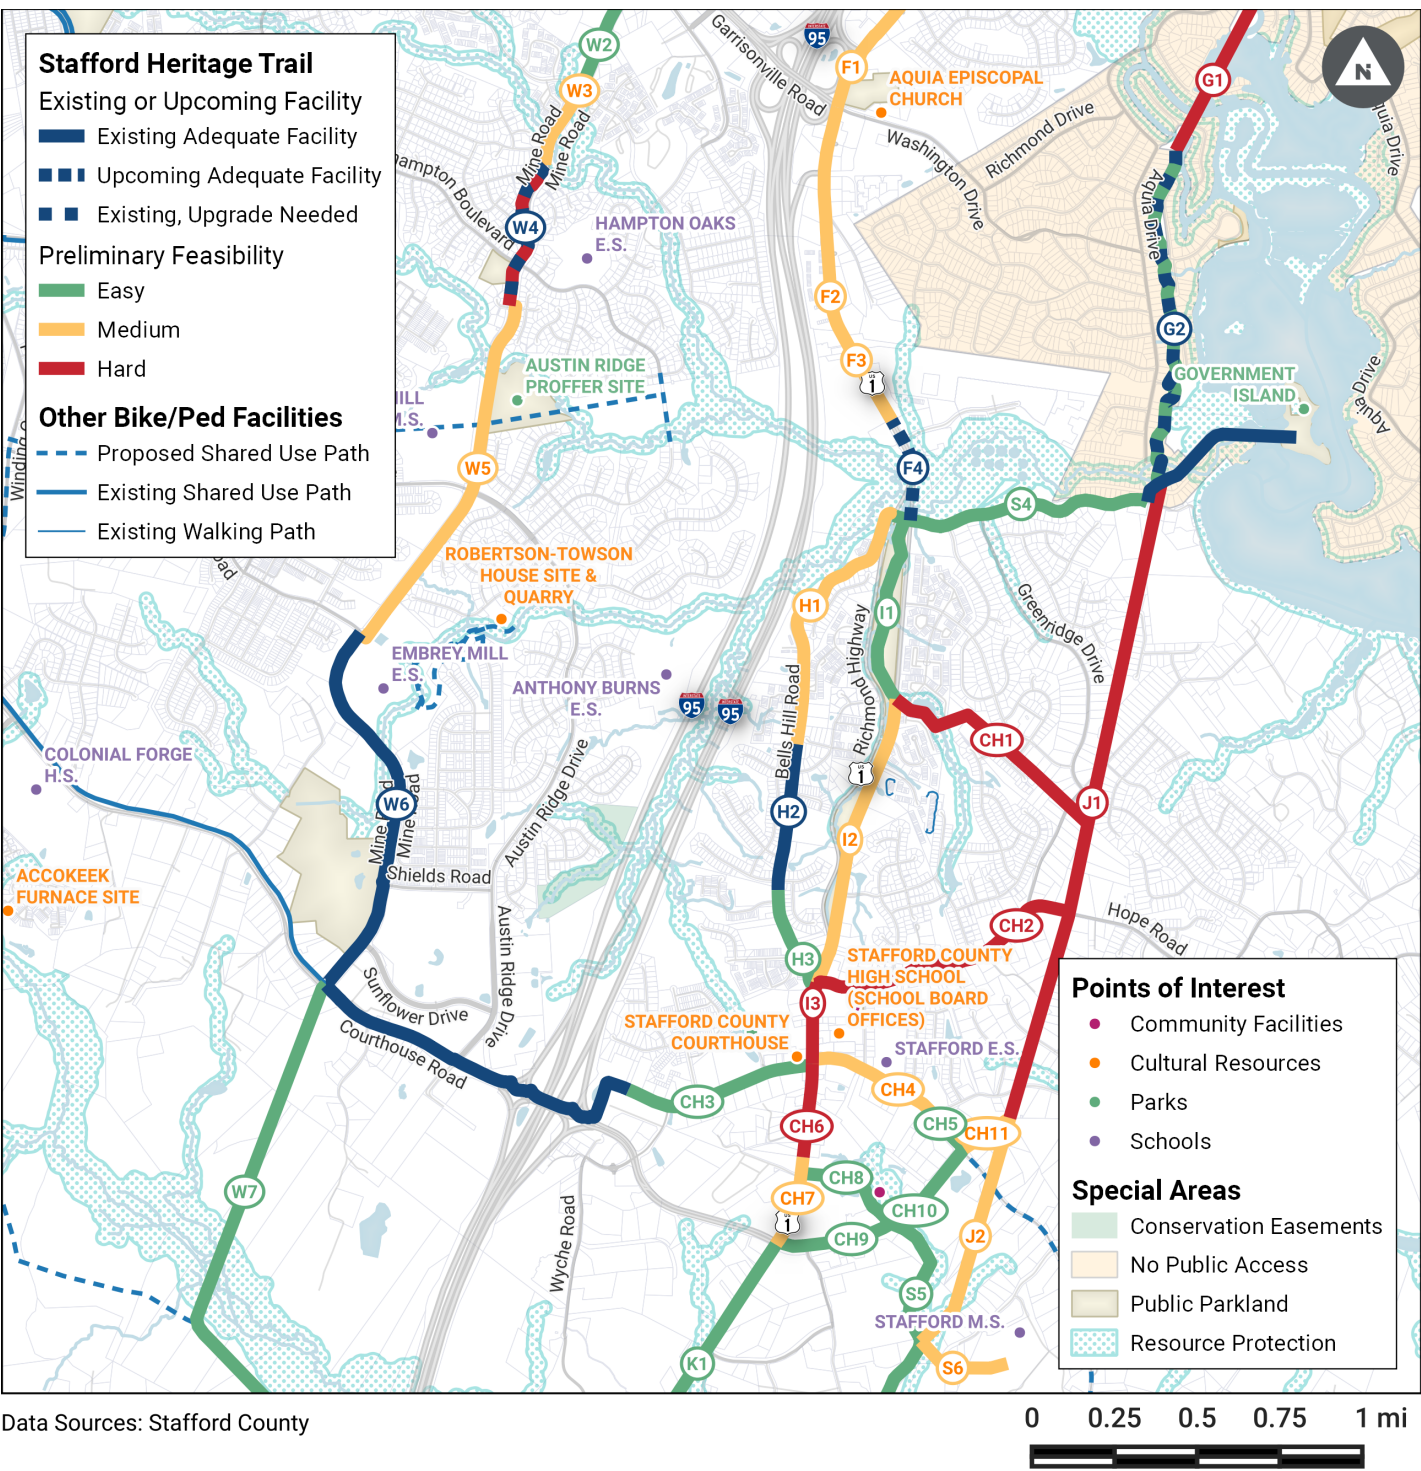 Stafford Heritage Trail
Existing or Upcoming Facility
Existing Adequate Facility
Upcoming Adequate Facility
Existing, Upgrade Needed
Preliminary Feasibility
Easy
Medium
Hard
Other Bike/Ped Facilities
Proposed Shared Use Path
Existing Shared Use Path
Existing Walking Path
W2
W3
Mine Road
Mine Road
W4
HAMPTON OAKS
E.S.
Garrisonville Road
95
F1
AQUIA EPISCOPAL
CHURCH
Washington Drive
Richmond Drive
G1
N
Aquia Drive
F2
F3
US
1
G2
GOVERNMENT
ISLAND
Aquia Drive
AUSTIN RIDGE
PROFFER SITE
W5
F4
S4
ROBERTSON-TOWSON
HOUSE SITE &
QUARRY
H1
I1
Greenridge Drive
EMBREY MILL
E.S.
ANTHONY BURNS
E.S.
95
95
Bells Hill Road
Richmond Highway
CH1
COLONIAL FORGE
H.S.
W6
US
1
H2
J1
I2
Austin Ridge Drive
Shields Road
ACCOKEEK
FURNACE SITE
Austin Ridge Drive
CH2
Hope Road
H3
STAFFORD COUNTY
HIGH SCHOOL
(SCHOOL BOARD
OFFICES)
I3
Sunflower Drive
Courthouse Road
STAFFORD COUNTY
COURTHOUSE
STAFFORD E.S.
CH3
CH4
CH5
CH11
CH6
W7
CH8
CH7
CH10
US
1
CH9
J2
Wyche Road
S5
STAFFORD M.S.
K1
S6
Points of Interest
Community Facilities
Cultural Resources
Parks
Schools
Special Areas
Conservation Easements
No Public Access
Public Parkland
Resource Protection
Data Sources: Stafford County
0 0.25 0.5 0.75 1 mi